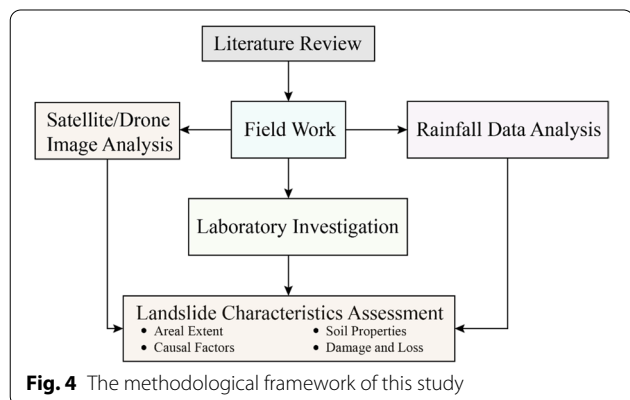 Literature Review
Satellite/Drone
Image Analysis
Field Work
Rainfall Data Analysis
Laboratory Investigation
Landslide Characteristics Assessment
• Areal Extent
• Soil Properties
• Causal Factors
• Damage and Loss
Fig. 4 The methodological framework of this study